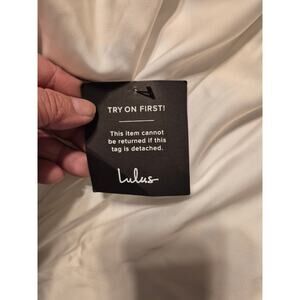 TRY ON FIRST!
This item cannot
be returned if this
tag is detached.
Lulus